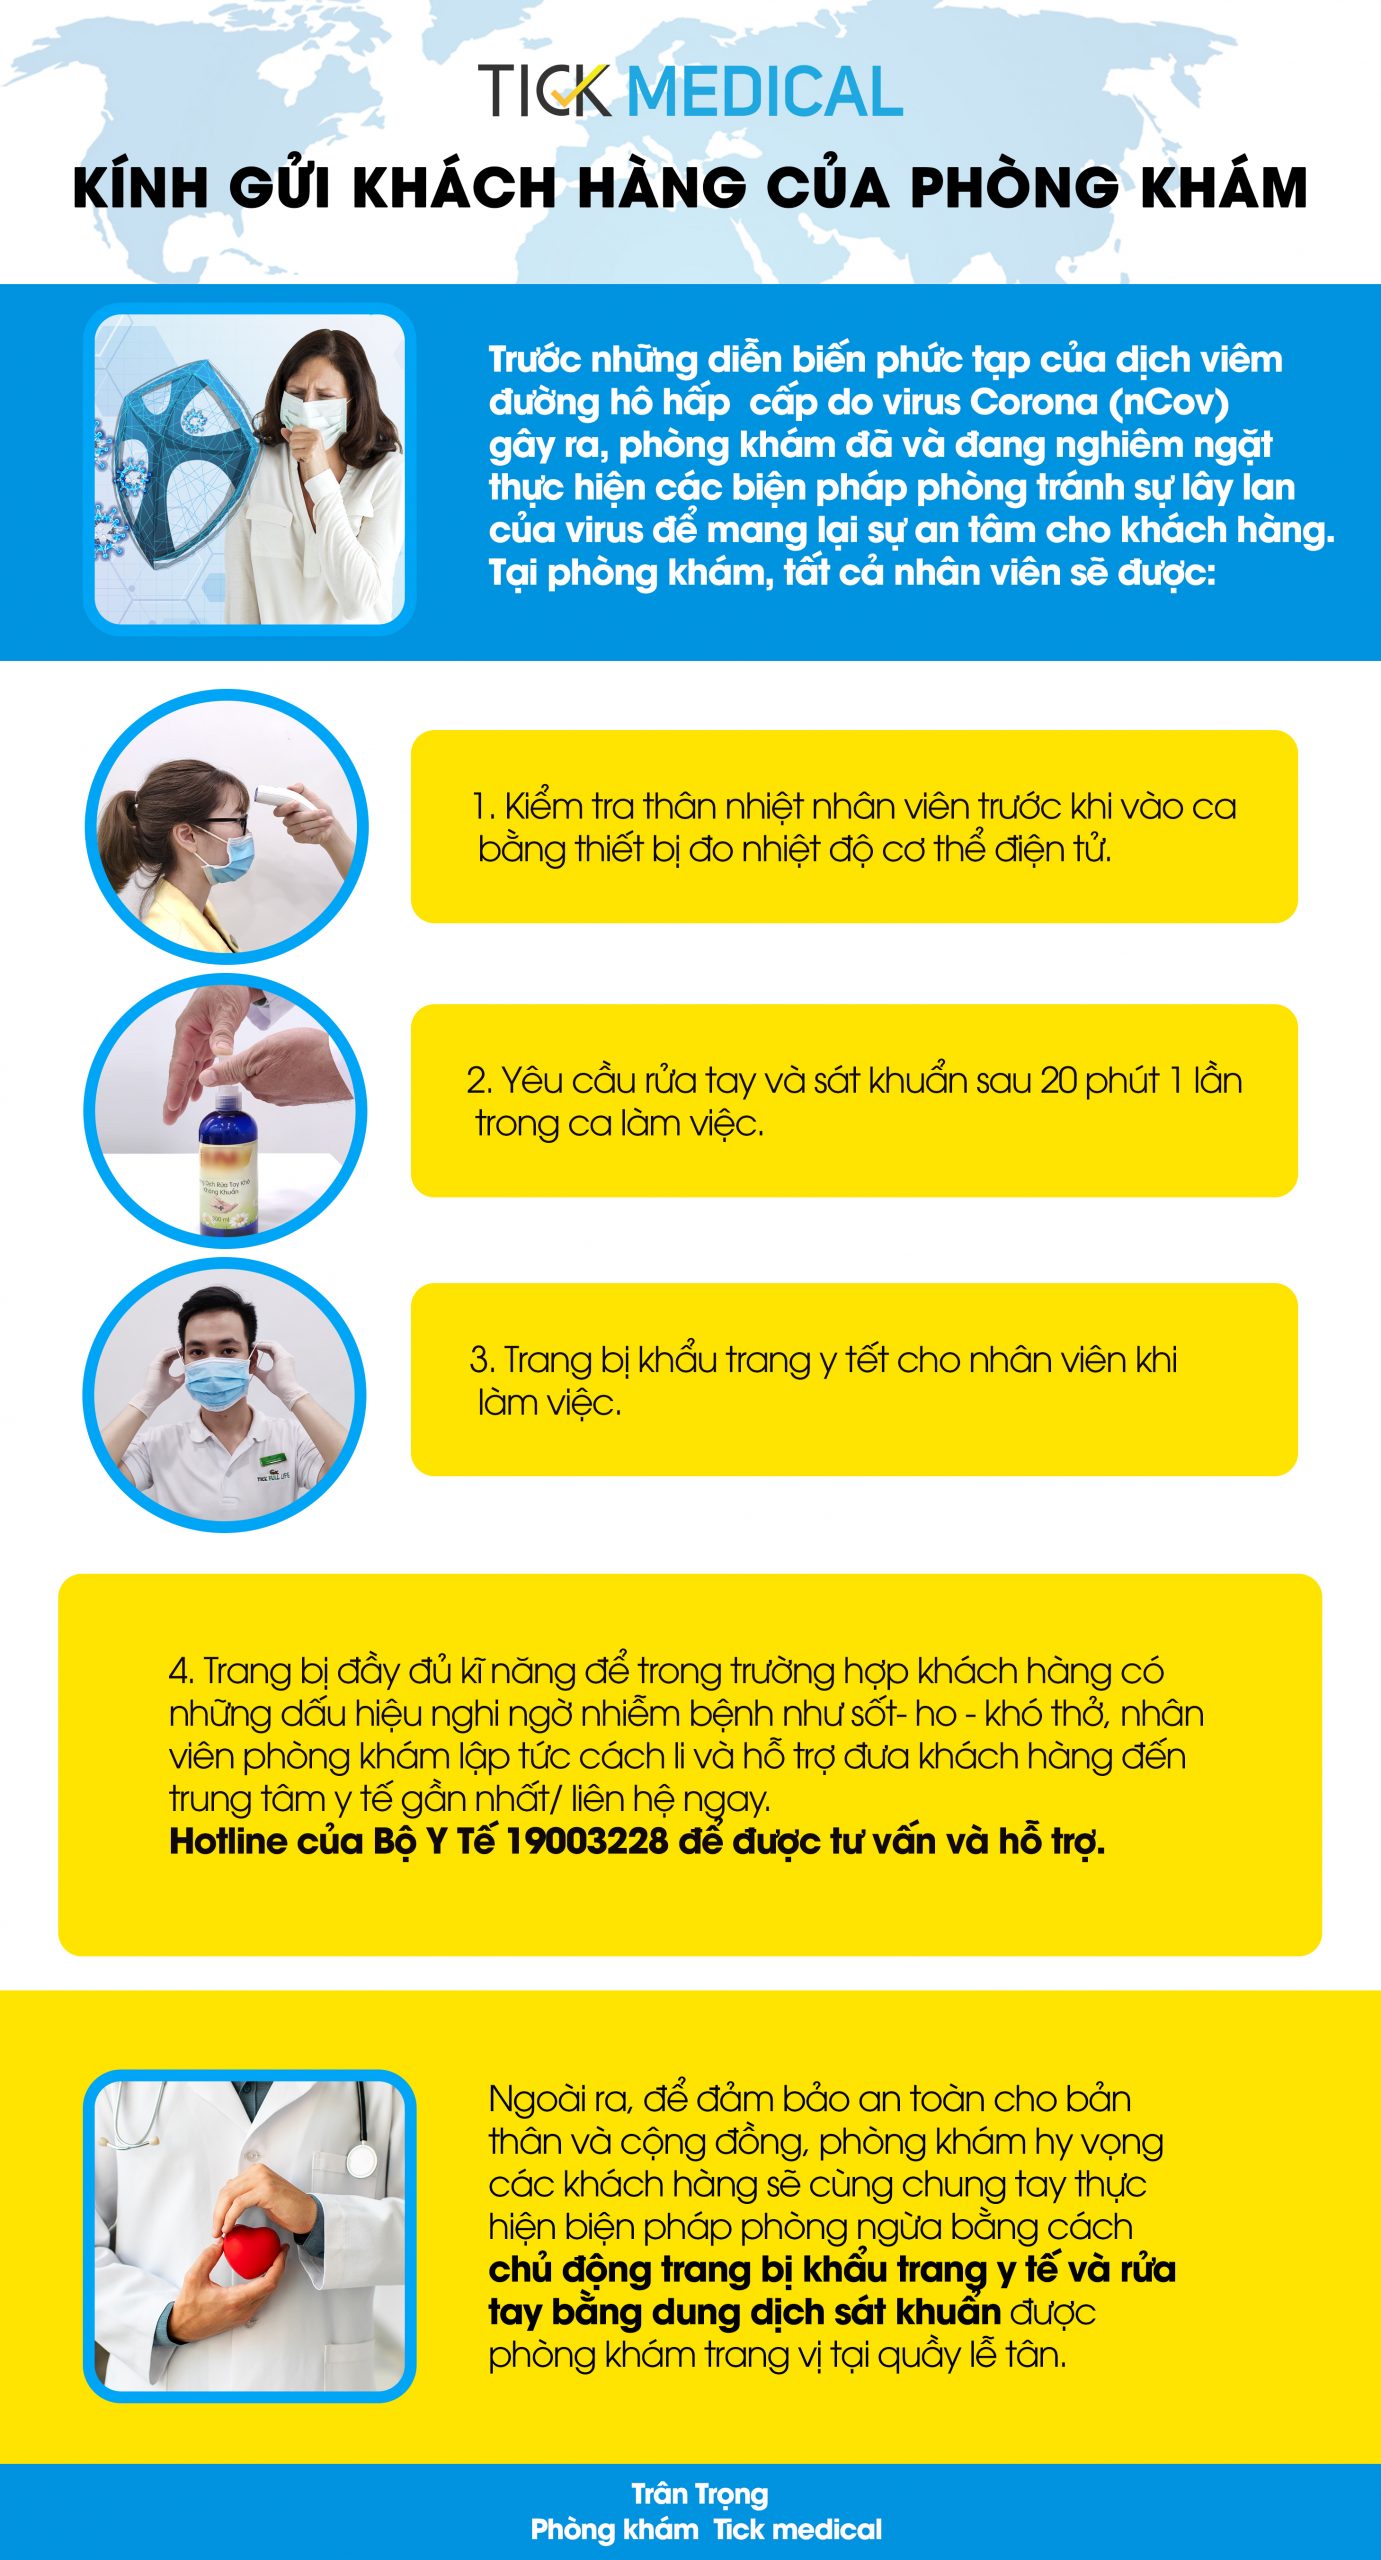 TICK MEDICAL
KÍNH GỬI KHÁCH HÀNG CỦA PHÒNG KHÁM
Trước những diễn biến phức tạp của dịch viêm
đường hô hấp cấp do virus Corona (nCov)
gây ra, phòng khám đã và đang nghiêm ngặt
thực hiện các biện pháp phòng tránh sự lây lan
của virus để mang lại sự an tâm cho khách hàng.
Tại phòng khám, tất cả nhân viên sẽ được:
1. Kiểm tra thân nhiệt nhân viên trước khi vào ca
bằng thiết bị đo nhiệt độ cơ thể điện tử.
2. Yêu cầu rửa tay và sát khuẩn sau 20 phút 1 lần
trong ca làm việc.
Dịch Rửa Tay Khô
Kháng Khuẩn
300 ml
3. Trang bị khẩu trang y tết cho nhân viên khi
làm việc.
TICK FULL LIFE
4. Trang bị đầy đủ kĩ năng để trong trường hợp khách hàng có
những dấu hiệu nghi ngờ nhiễm bệnh như sốt- ho - khó thở, nhân
viên phòng khám lập tức cách li và hỗ trợ đưa khách hàng đến
trung tâm y tế gần nhất/ liên hệ ngay.
Hotline của Bộ Y Tế 19003228 để được tư vấn và hỗ trợ.
Ngoài ra, để đảm bảo an toàn cho bản
thân và cộng đồng, phòng khám hy vọng
các khách hàng sẽ cùng chung tay thực
hiện biện pháp phòng ngừa bằng cách
chủ động trang bị khẩu trang y tế và rửa
tay bằng dung dịch sát khuẩn được
phòng khám trang vị tại quầy lễ tân.
Trân Trọng
Phòng khám Tick medical